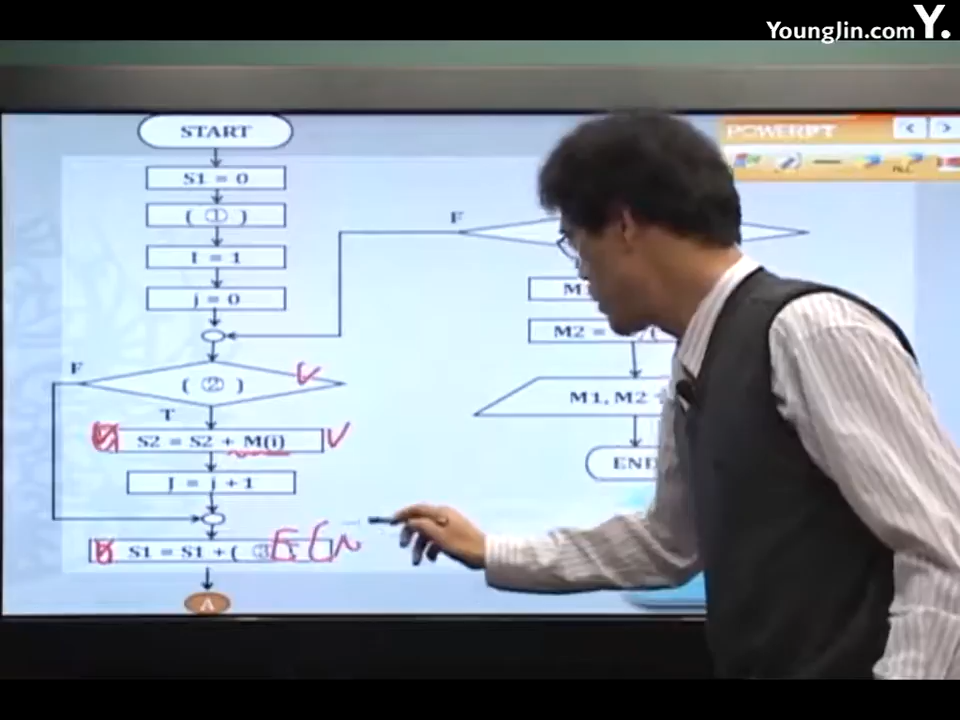 YoungJin.com Y.
POWERPT
START
S1 = 0
( ① )
I = 1
j = 0
F
( ② )
T
S2 = S2 + M(i)
J = j + 1
S1 = S1 + ( ③
A
F
M1
M2 =
M1, M2
END